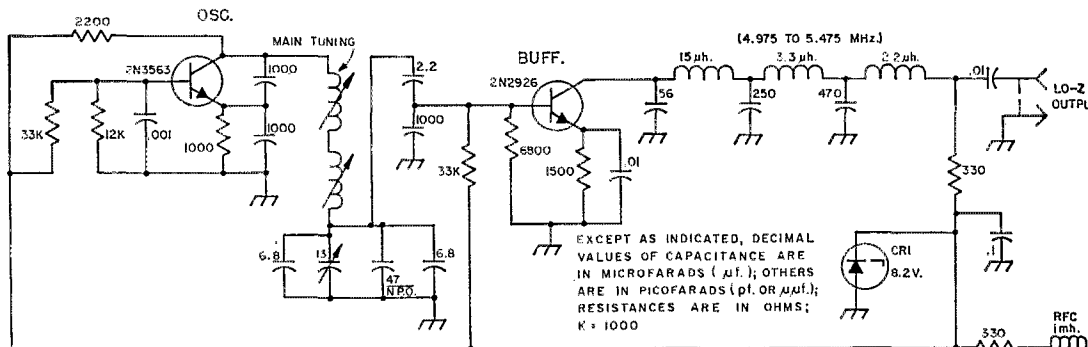 OSC.
2200
MAIN TUNING
2N3563
1000
1000
33K
12K
.001
1000
6.8
13
47
N.P.O.
6.8
2.2
1000
33K
BUFF.
2N2926
6800
1500
.01
(4.975 TO 5.475 MHz.)
15μh.
3.3μh.
2.2μh.
56
250
470
.01
LO-Z
OUTPU
330
.1
CR1
8.2V.
330
RFC
1mh.
EXCEPT AS INDICATED, DECIMAL
VALUES OF CAPACITANCE ARE
IN MICROFARADS (μf.); OTHERS
ARE IN PICOFARADS (pf. OR μμf.);
RESISTANCES ARE IN OHMS;
K = 1000